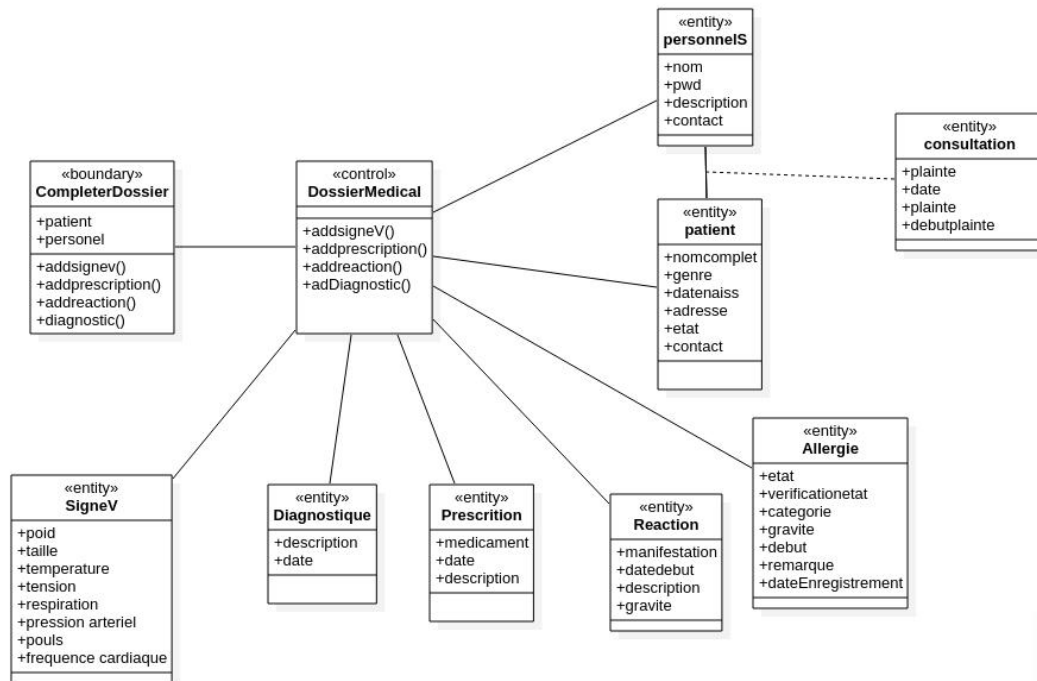 «entity»
personnelS
+nom
+pwd
+description
+contact
«entity»
consultation
+plainte
+date
+plainte
+debutplainte
«boundary»
CompleterDossier
+patient
+personel
+addsignev()
+addprescription()
+addreaction()
+diagnostic()
«control»
DossierMedical
+addsigneV()
+addprescription()
+addreaction()
+adDiagnostic()
«entity»
patient
+nomcomplet
+genre
+datenaiss
+adresse
+etat
+contact
«entity»
Allergie
+etat
+verificationetat
+categorie
+gravite
+debut
+remarque
+dateEnregistrement
«entity»
SigneV
+poid
+taille
+temperature
+tension
+respiration
+pression arteriel
+pouls
+frequence cardiaque
«entity»
Diagnostique
+description
+date
«entity»
Prescrition
+medicament
+date
+description
«entity»
Reaction
+manifestation
+datedebut
+description
+gravite